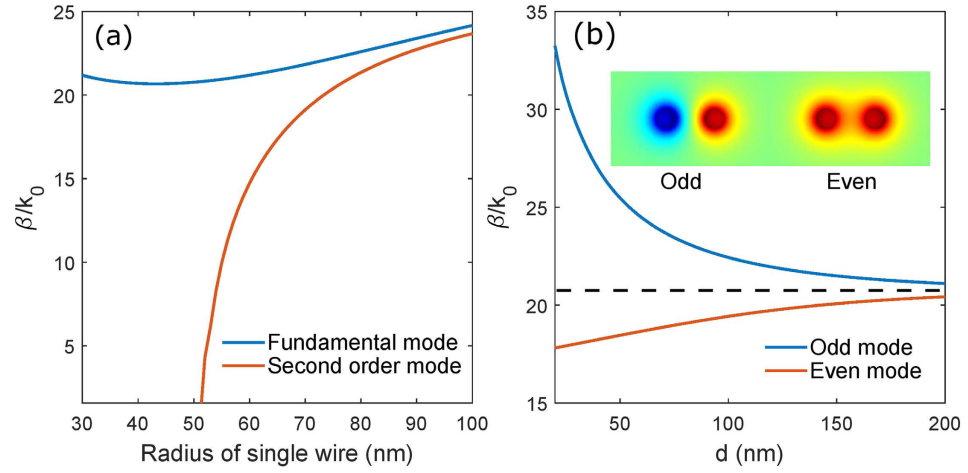 (a)
β/k0
25
20
15
10
5
Fundamental mode
Second order mode
30 40 50 60 70 80 90 100
Radius of single wire (nm)
(b)
β/k0
35
30
25
20
15
Odd Even
Odd mode
Even mode
50 100 150 200
d (nm)